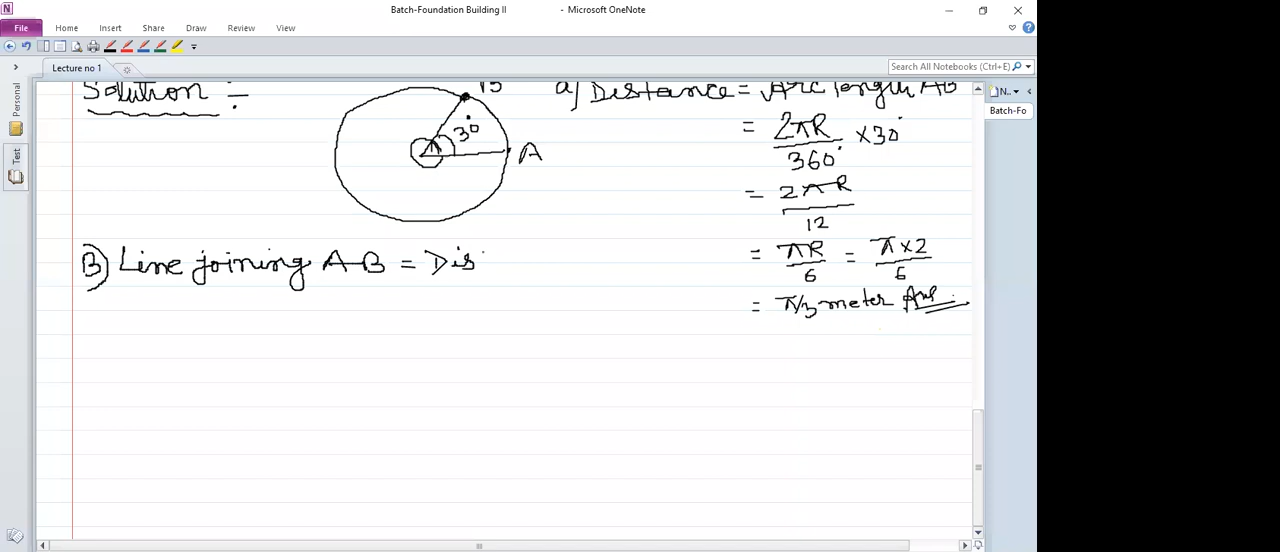 Batch-Foundation Building II - Microsoft OneNote
File Home Insert Share Draw Review View
Lecture no 1
Search All Notebooks (Ctrl+E)
Personal
Test
N..
Batch-Fo
Solution :-
B
30°
A
a) Distance = Arc length AB
= 2πR/360° × 30°
= 2πR/12
= πR/6 = π×2/6
= π/3 meter Ans.
B) Line joining AB = Dis